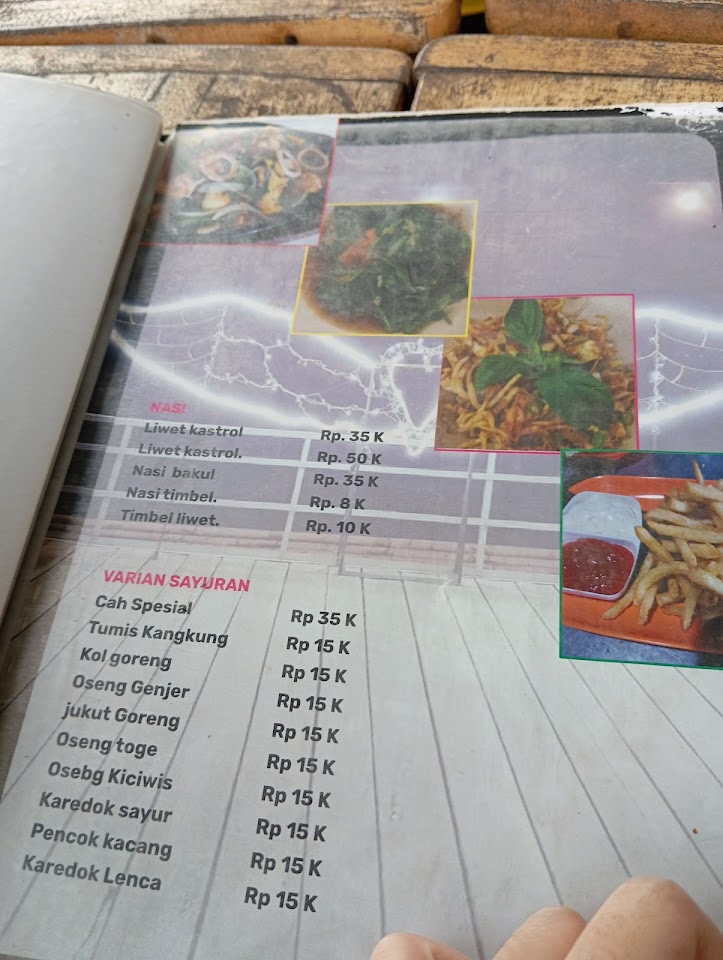 NASI
Liwet kastrol Rp. 35 K
Liwet kastrol. Rp. 50 K
Nasi bakul Rp. 35 K
Nasi timbel. Rp. 8 K
Timbel liwet. Rp. 10 K
VARIAN SAYURAN
Cah Spesial Rp 35 K
Tumis Kangkung Rp 15 K
Kol goreng Rp 15 K
Oseng Genjer Rp 15 K
jukut Goreng Rp 15 K
Oseng toge Rp 15 K
Osebg Kiciwis Rp 15 K
Karedok sayur Rp 15 K
Pencok kacang Rp 15 K
Karedok Lenca Rp 15 K